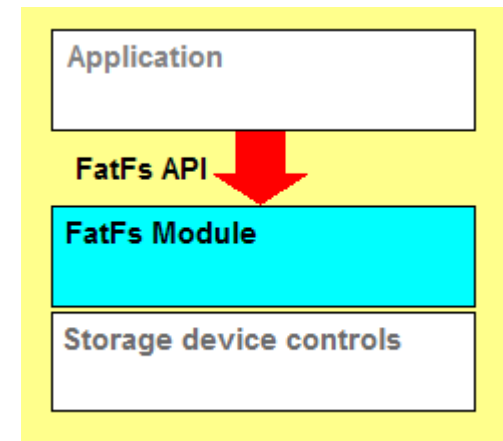 Application
FatFs API
FatFs Module
Storage device controls